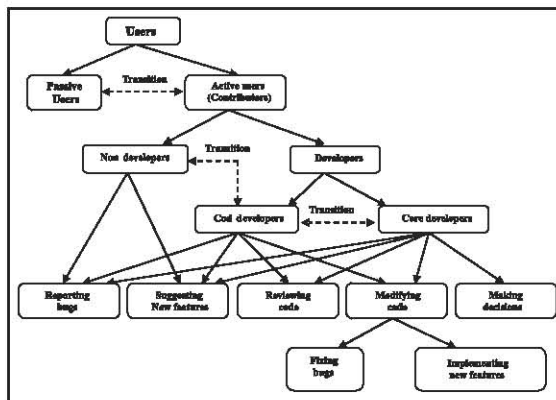 Users
Transition
Passive
Users
Active users
(Contributors)
Transition
Non developers
Developers
Transition
Cod developers
Core developers
Reporting
bugs
Suggesting
New features
Reviewing
code
Modifying
code
Making
decisions
Fixing
bugs
Implementing
new features